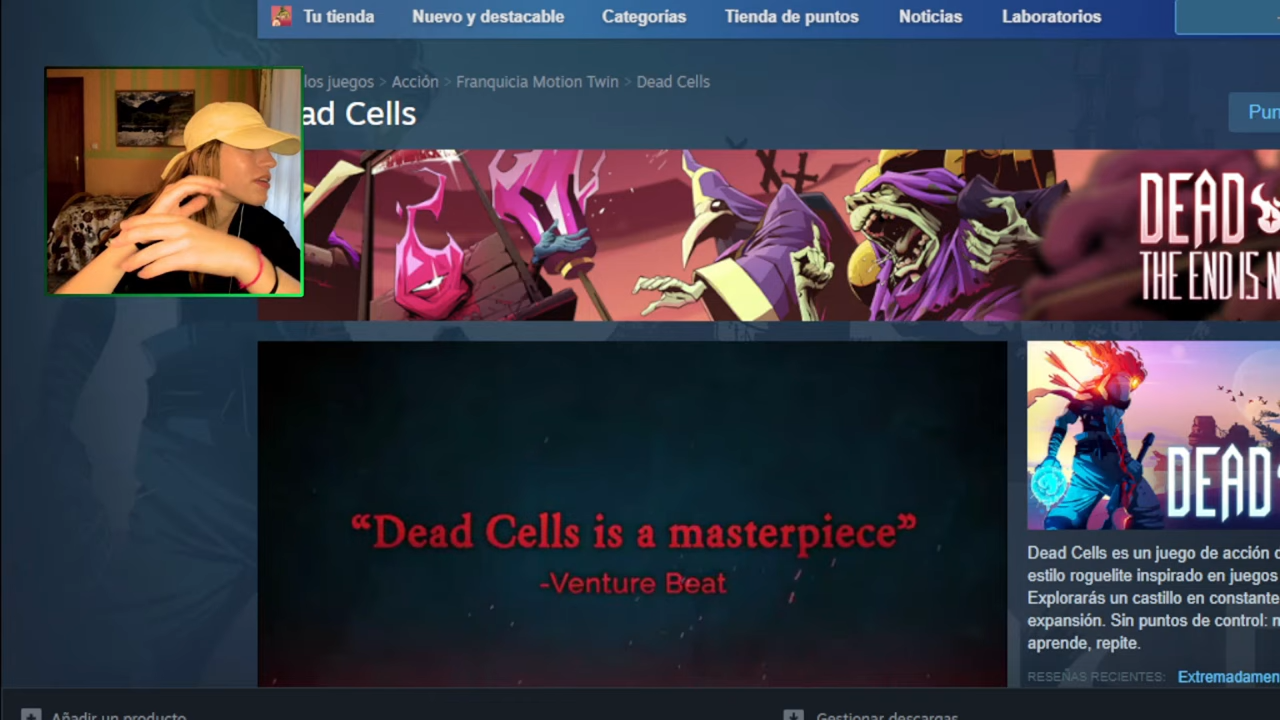 Tu tienda Nuevo y destacable Categorías Tienda de puntos Noticias Laboratorios
los juegos > Acción > Franquicia Motion Twin > Dead Cells
ad Cells
Pun
DEAD
THE END IS N
“Dead Cells is a masterpiece”
-Venture Beat
DEAD
Dead Cells es un juego de acción
estilo roguelite inspirado en juegos
Explorarás un castillo en constante
expansión. Sin puntos de control:
aprende, repite.
RESEÑAS RECIENTES: Extremadamen
Añadir un producto
Gestionar descargas